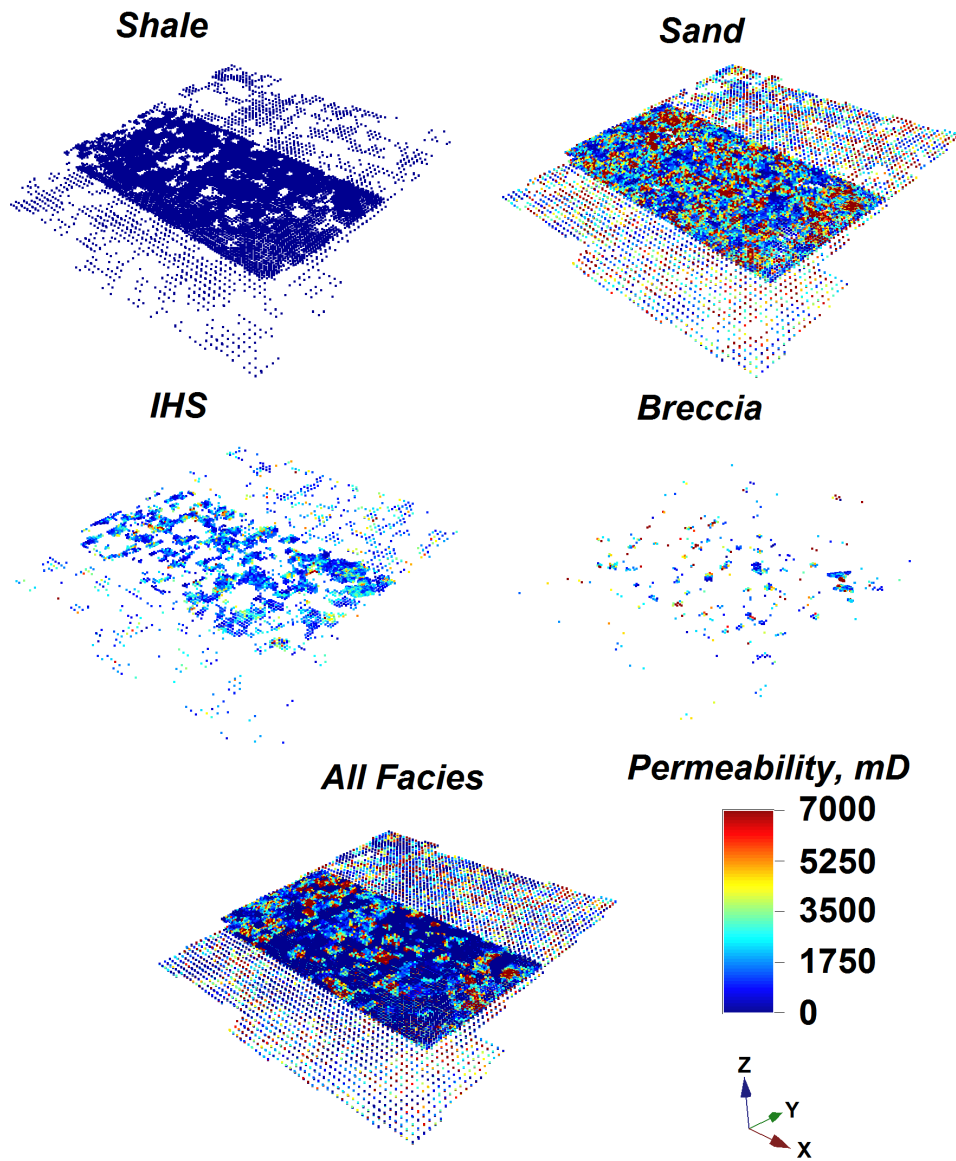 Shale
Sand
IHS
Breccia
All Facies
Permeability, mD
7000
5250
3500
1750
0
Z
Y
X